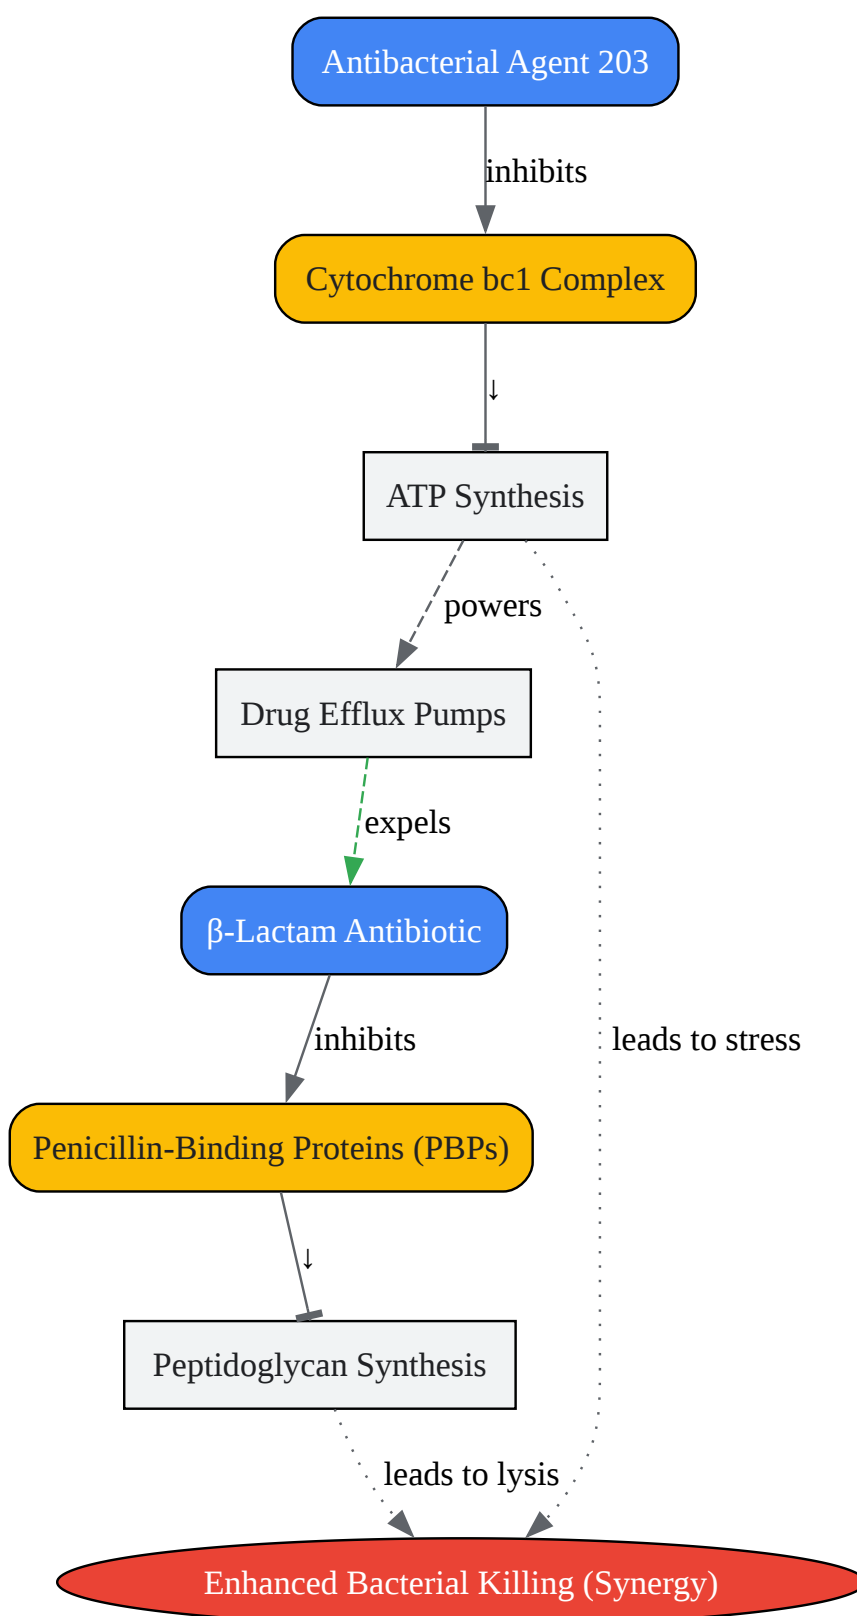 Antibacterial Agent 203
inhibits
Cytochrome bc1 Complex
↓
ATP Synthesis
powers
Drug Efflux Pumps
expels
β-Lactam Antibiotic
inhibits
leads to stress
Penicillin-Binding Proteins (PBPs)
↓
Peptidoglycan Synthesis
leads to lysis
Enhanced Bacterial Killing (Synergy)